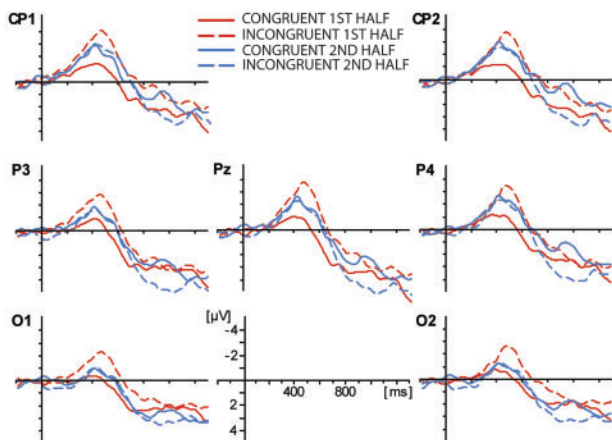 CP1
CONGRUENT 1ST HALF
CP2
INCONGRUENT 1ST HALF
CONGRUENT 2ND HALF
INCONGRUENT 2ND HALF
P3
Pz
P4
O1
[µV]
O2
-4
-2
400
800
[ms]
2
4